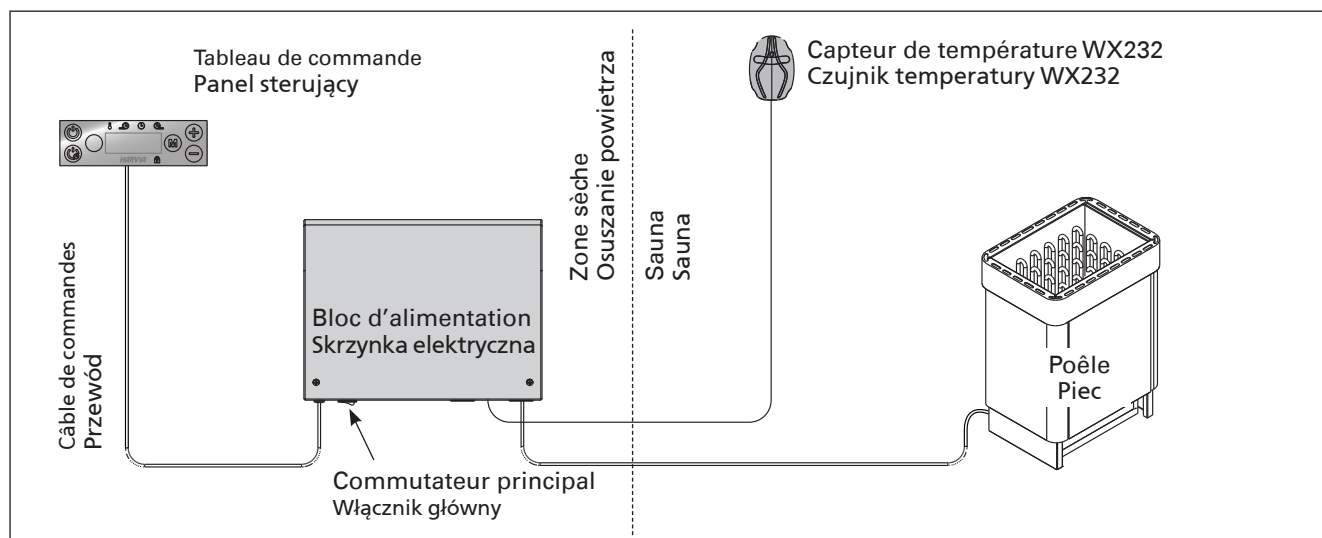 Tableau de commande
Panel sterujący
Capteur de température WX232
Czujnik temperatury WX232
M
HARVIA
Câble de commandes
Przewód
Bloc d'alimentation
Skrzynka elektryczna
Commutateur principal
Włącznik główny
Zone sèche
Osuszanie powietrza
Sauna
Sauna
Poêle
Piec